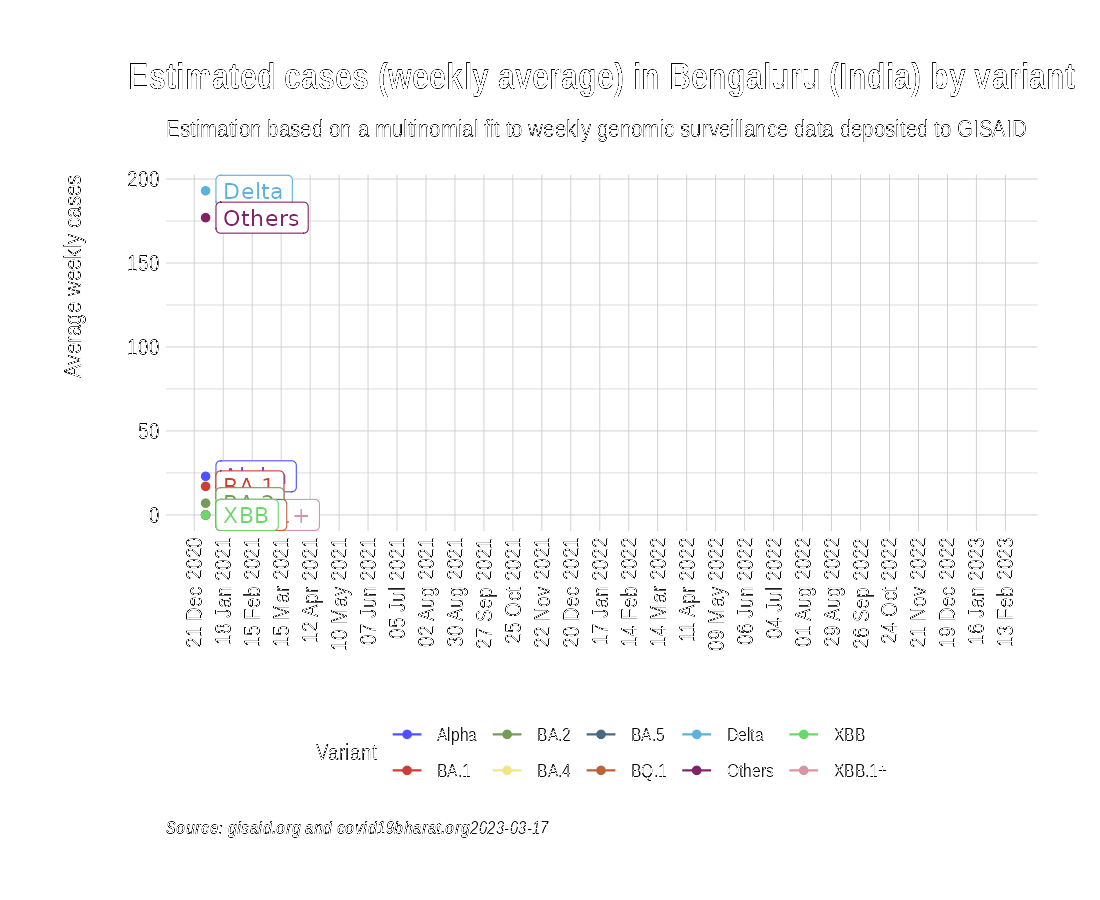 Estimated cases (weekly average) in Bengaluru (India) by variant
Estimation based on a multinomial fit to weekly genomic surveillance data deposited to GISAID
Average weekly cases
200
150
100
50
0
Delta
Others
BA.1
XBB
+
21 Dec 2020
18 Jan 2021
15 Feb 2021
15 Mar 2021
12 Apr 2021
10 May 2021
07 Jun 2021
05 Jul 2021
02 Aug 2021
30 Aug 2021
27 Sep 2021
25 Oct 2021
22 Nov 2021
20 Dec 2021
17 Jan 2022
14 Feb 2022
14 Mar 2022
11 Apr 2022
09 May 2022
06 Jun 2022
04 Jul 2022
01 Aug 2022
29 Aug 2022
26 Sep 2022
24 Oct 2022
21 Nov 2022
19 Dec 2022
16 Jan 2023
13 Feb 2023
Variant
Alpha BA.2 BA.5 Delta XBB
BA.1 BA.4 BQ.1 Others XBB.1+
Source: gisaid.org and covid19bharat.org2023-03-17